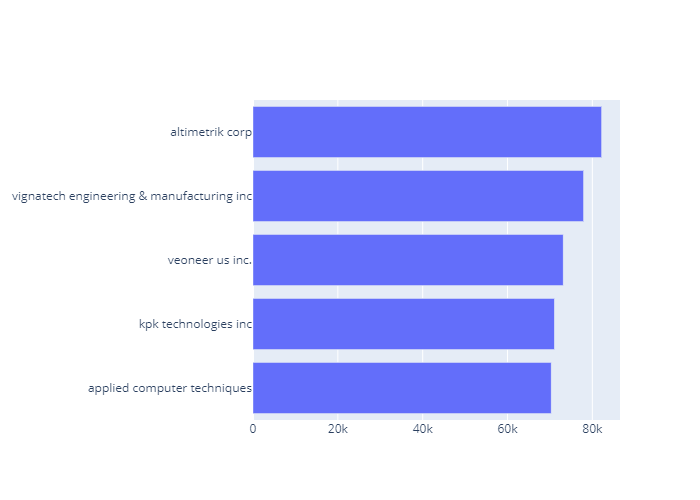 altimetrik corp
vignatech engineering & manufacturing inc
veoneer us inc.
kpk technologies inc
applied computer techniques
0 20k 40k 60k 80k